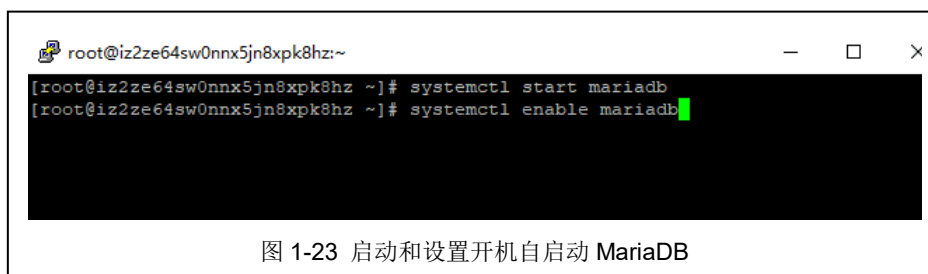 root@iz2ze64sw0nnx5jn8xpk8hz:~
[root@iz2ze64sw0nnx5jn8xpk8hz ~]# systemctl start mariadb
[root@iz2ze64sw0nnx5jn8xpk8hz ~]# systemctl enable mariadb
图 1-23 启动和设置开机自启动 MariaDB